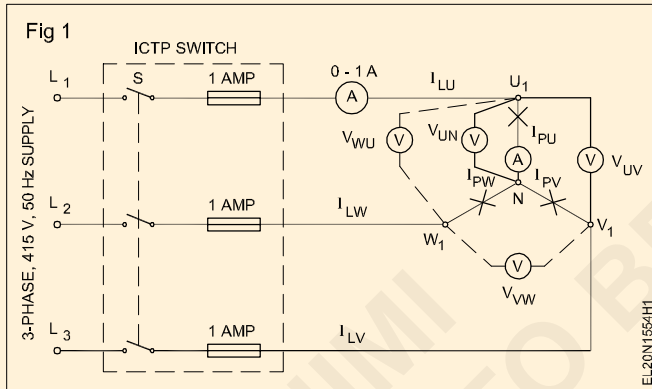 Fig 1
ICTP SWITCH
L1
S
1 AMP
0 - 1 A
A
ILU
U1
VWU
V
VUN
V
IPU
A
V
VUV
IPW
N
IPV
L2
1 AMP
ILW
W1
V1
V
VVW
L3
1 AMP
ILV
3-PHASE, 415 V, 50 Hz SUPPLY
EL20N1554H1